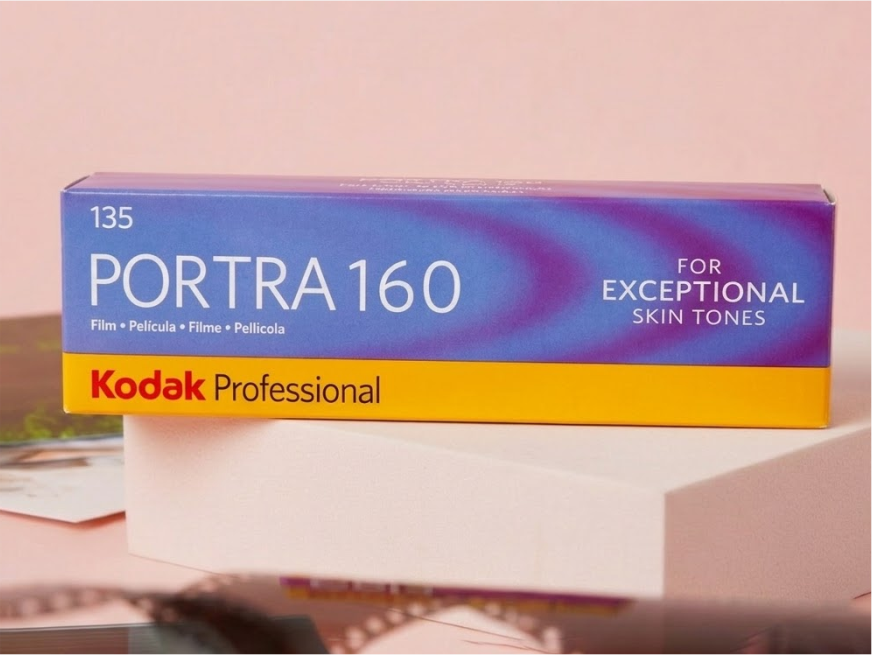 135
PORTRA 160
Film • Película • Filme • Pellicola
FOR
EXCEPTIONAL
SKIN TONES
Kodak Professional